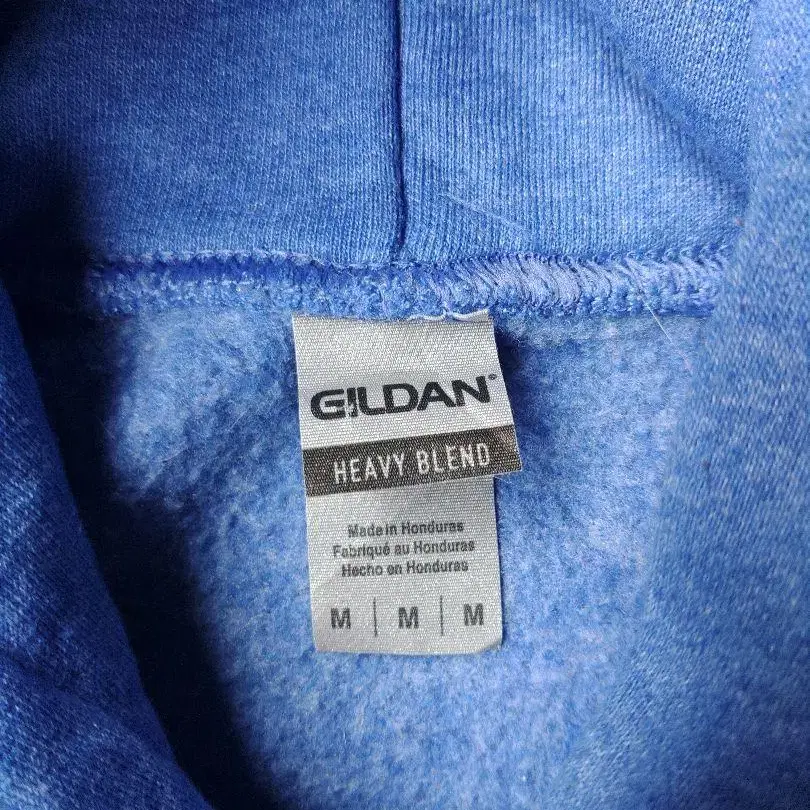 GILDAN®
HEAVY BLEND
Made in Honduras
Fabriqué au Honduras
Hecho en Honduras
M | M | M